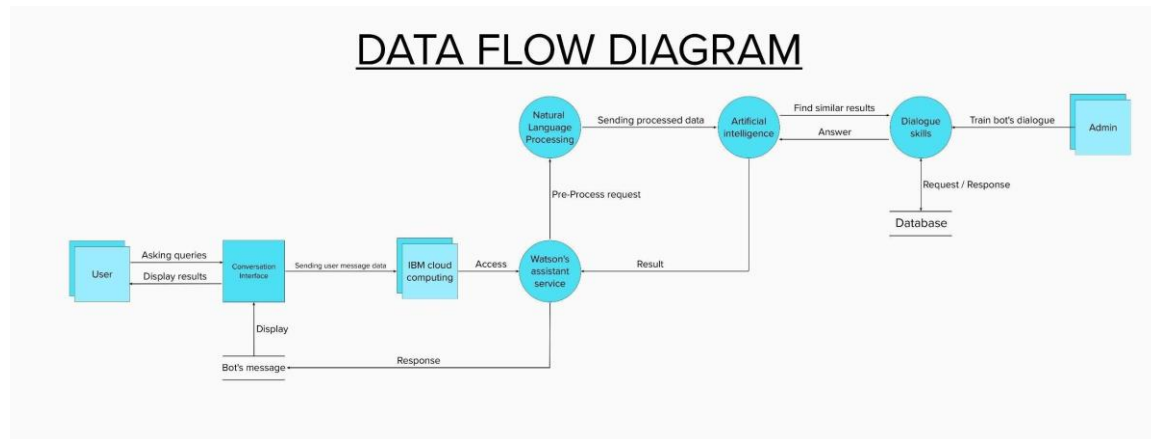 DATA FLOW DIAGRAM
Natural
Language
Processing
Sending processed data
Artificial
intelligence
Find similar results
Answer
Dialogue
skills
Train bot's dialogue
Admin
Pre-Process request
Request / Response
Database
User
Asking queries
Display results
Conversation
Interface
Sending user message data
IBM cloud
computing
Access
Watson's
assistant
service
Result
Display
Bot's message
Response